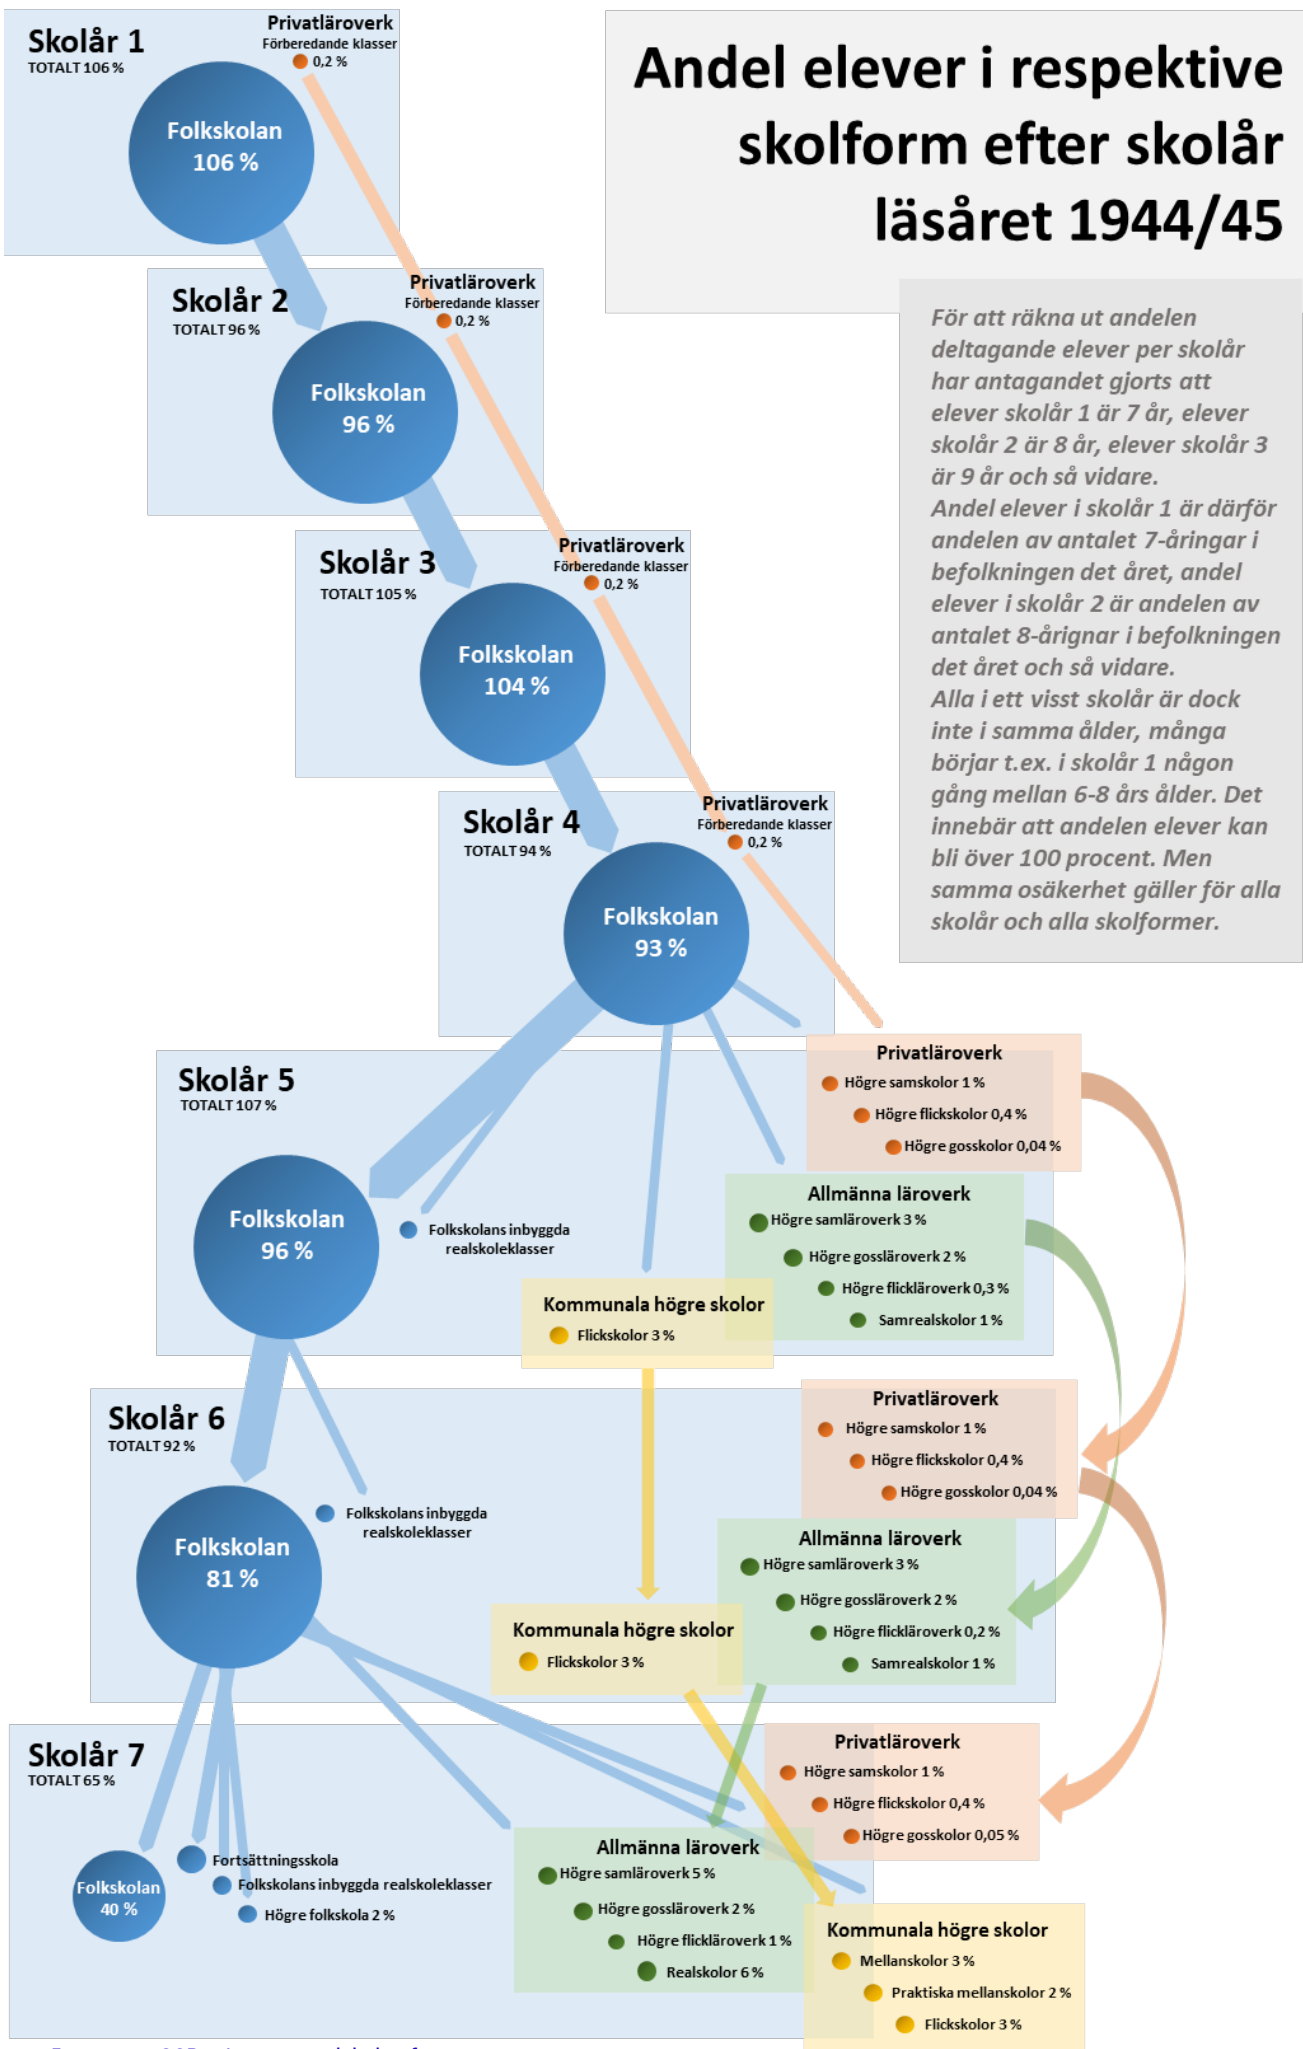 Andel elever i respektive
skolform efter skolår
läsåret 1944/45
För att räkna ut andelen
deltagande elever per skolår
har antagandet gjorts att
elever skolår 1 är 7 år, elever
skolår 2 är 8 år, elever skolår 3
är 9 år och så vidare.
Andel elever i skolår 1 är därför
andelen av antalet 7-åringar i
befolkningen det året, andel
elever i skolår 2 är andelen av
antalet 8-årignar i befolkningen
det året och så vidare.
Alla i ett visst skolår är dock
inte i samma ålder, många
börjar t.ex. i skolår 1 någon
gång mellan 6-8 års ålder. Det
innebär att andelen elever kan
bli över 100 procent. Men
samma osäkerhet gäller för alla
skolår och alla skolformer.
Skolår 1
TOTALT 106 %
Privatläroverk
Förberedande klasser
0,2 %
Folkskolan
106 %
Skolår 2
TOTALT 96 %
Privatläroverk
Förberedande klasser
0,2 %
Folkskolan
96 %
Skolår 3
TOTALT 105 %
Privatläroverk
Förberedande klasser
0,2 %
Folkskolan
104 %
Skolår 4
TOTALT 94 %
Privatläroverk
Förberedande klasser
0,2 %
Folkskolan
93 %
Skolår 5
TOTALT 107 %
Folkskolan
96 %
Folkskolans inbyggda
realskoleklasser
Kommunala högre skolor
Flickskolor 3 %
Privatläroverk
Högre samskolor 1 %
Högre flickskolor 0,4 %
Högre gosskolor 0,04 %
Allmänna läroverk
Högre samläroverk 3 %
Högre gossläroverk 2 %
Högre flickläroverk 0,3 %
Samrealskolor 1 %
Skolår 6
TOTALT 92 %
Folkskolan
81 %
Folkskolans inbyggda
realskoleklasser
Kommunala högre skolor
Flickskolor 3 %
Privatläroverk
Högre samskolor 1 %
Högre flickskolor 0,4 %
Högre gosskolor 0,04 %
Allmänna läroverk
Högre samläroverk 3 %
Högre gossläroverk 2 %
Högre flickläroverk 0,2 %
Samrealskolor 1 %
Skolår 7
TOTALT 65 %
Folkskolan
40 %
Fortsättningsskola
Folkskolans inbyggda realskoleklasser
Högre folkskola 2 %
Allmänna läroverk
Högre samläroverk 5 %
Högre gossläroverk 2 %
Högre flickläroverk 1 %
Realskolor 6 %
Privatläroverk
Högre samskolor 1 %
Högre flickskolor 0,4 %
Högre gosskolor 0,05 %
Kommunala högre skolor
Mellanskolor 3 %
Praktiska mellanskolor 2 %
Flickskolor 3 %